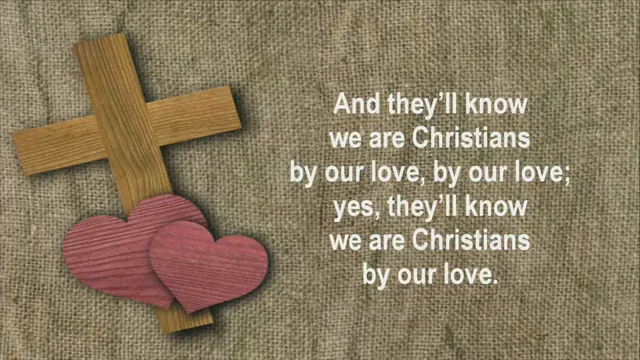 And they’ll know
we are Christians
by our love, by our love;
yes, they’ll know
we are Christians
by our love.